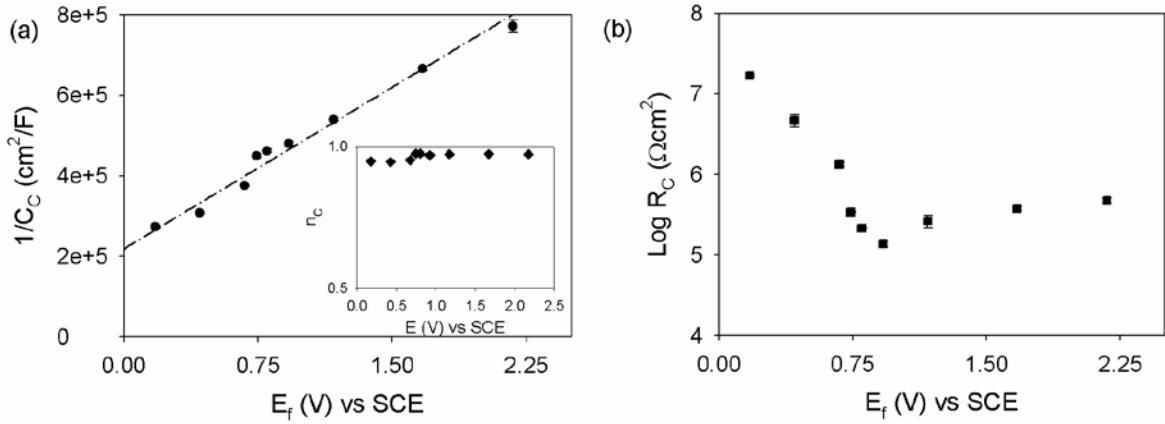 (a)
8e+5
6e+5
4e+5
2e+5
0
1/C_C (cm²/F)
0.00 0.75 1.50 2.25
E_f (V) vs SCE
1.0
0.5
n_C
0.0 0.5 1.0 1.5 2.0 2.5
E (V) vs SCE
(b)
8
7
6
5
4
Log R_C (Ωcm²)
0.00 0.75 1.50 2.25
E_f (V) vs SCE